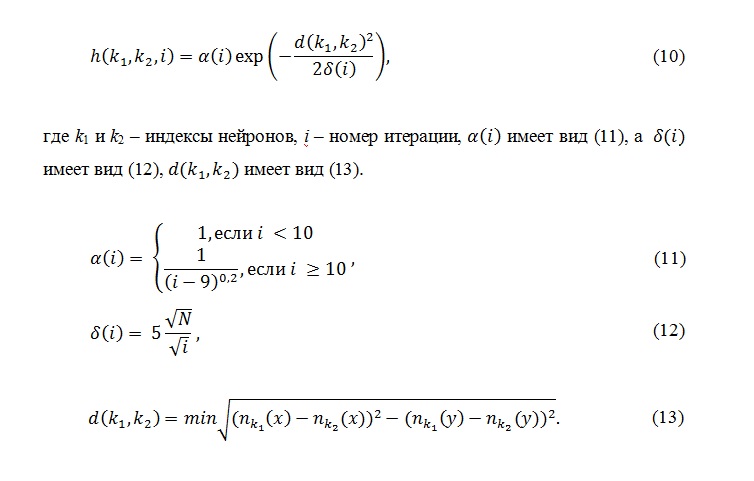 h(k₁,k₂,i) = α(i) exp(−d(k₁,k₂)²/2δ(i)), (10)
где k₁ и k₂ – индексы нейронов, i – номер итерации, α(i) имеет вид (11), а δ(i)
имеет вид (12), d(k₁,k₂) имеет вид (13).
α(i) = { 1, если i < 10
1/(i − 9)^0,2, если i ≥ 10 , (11)
δ(i) = 5 √N/√i, (12)
d(k₁,k₂) = min√((n_k₁(x) − n_k₂(x))² − (n_k₁(y) − n_k₂(y))²). (13)